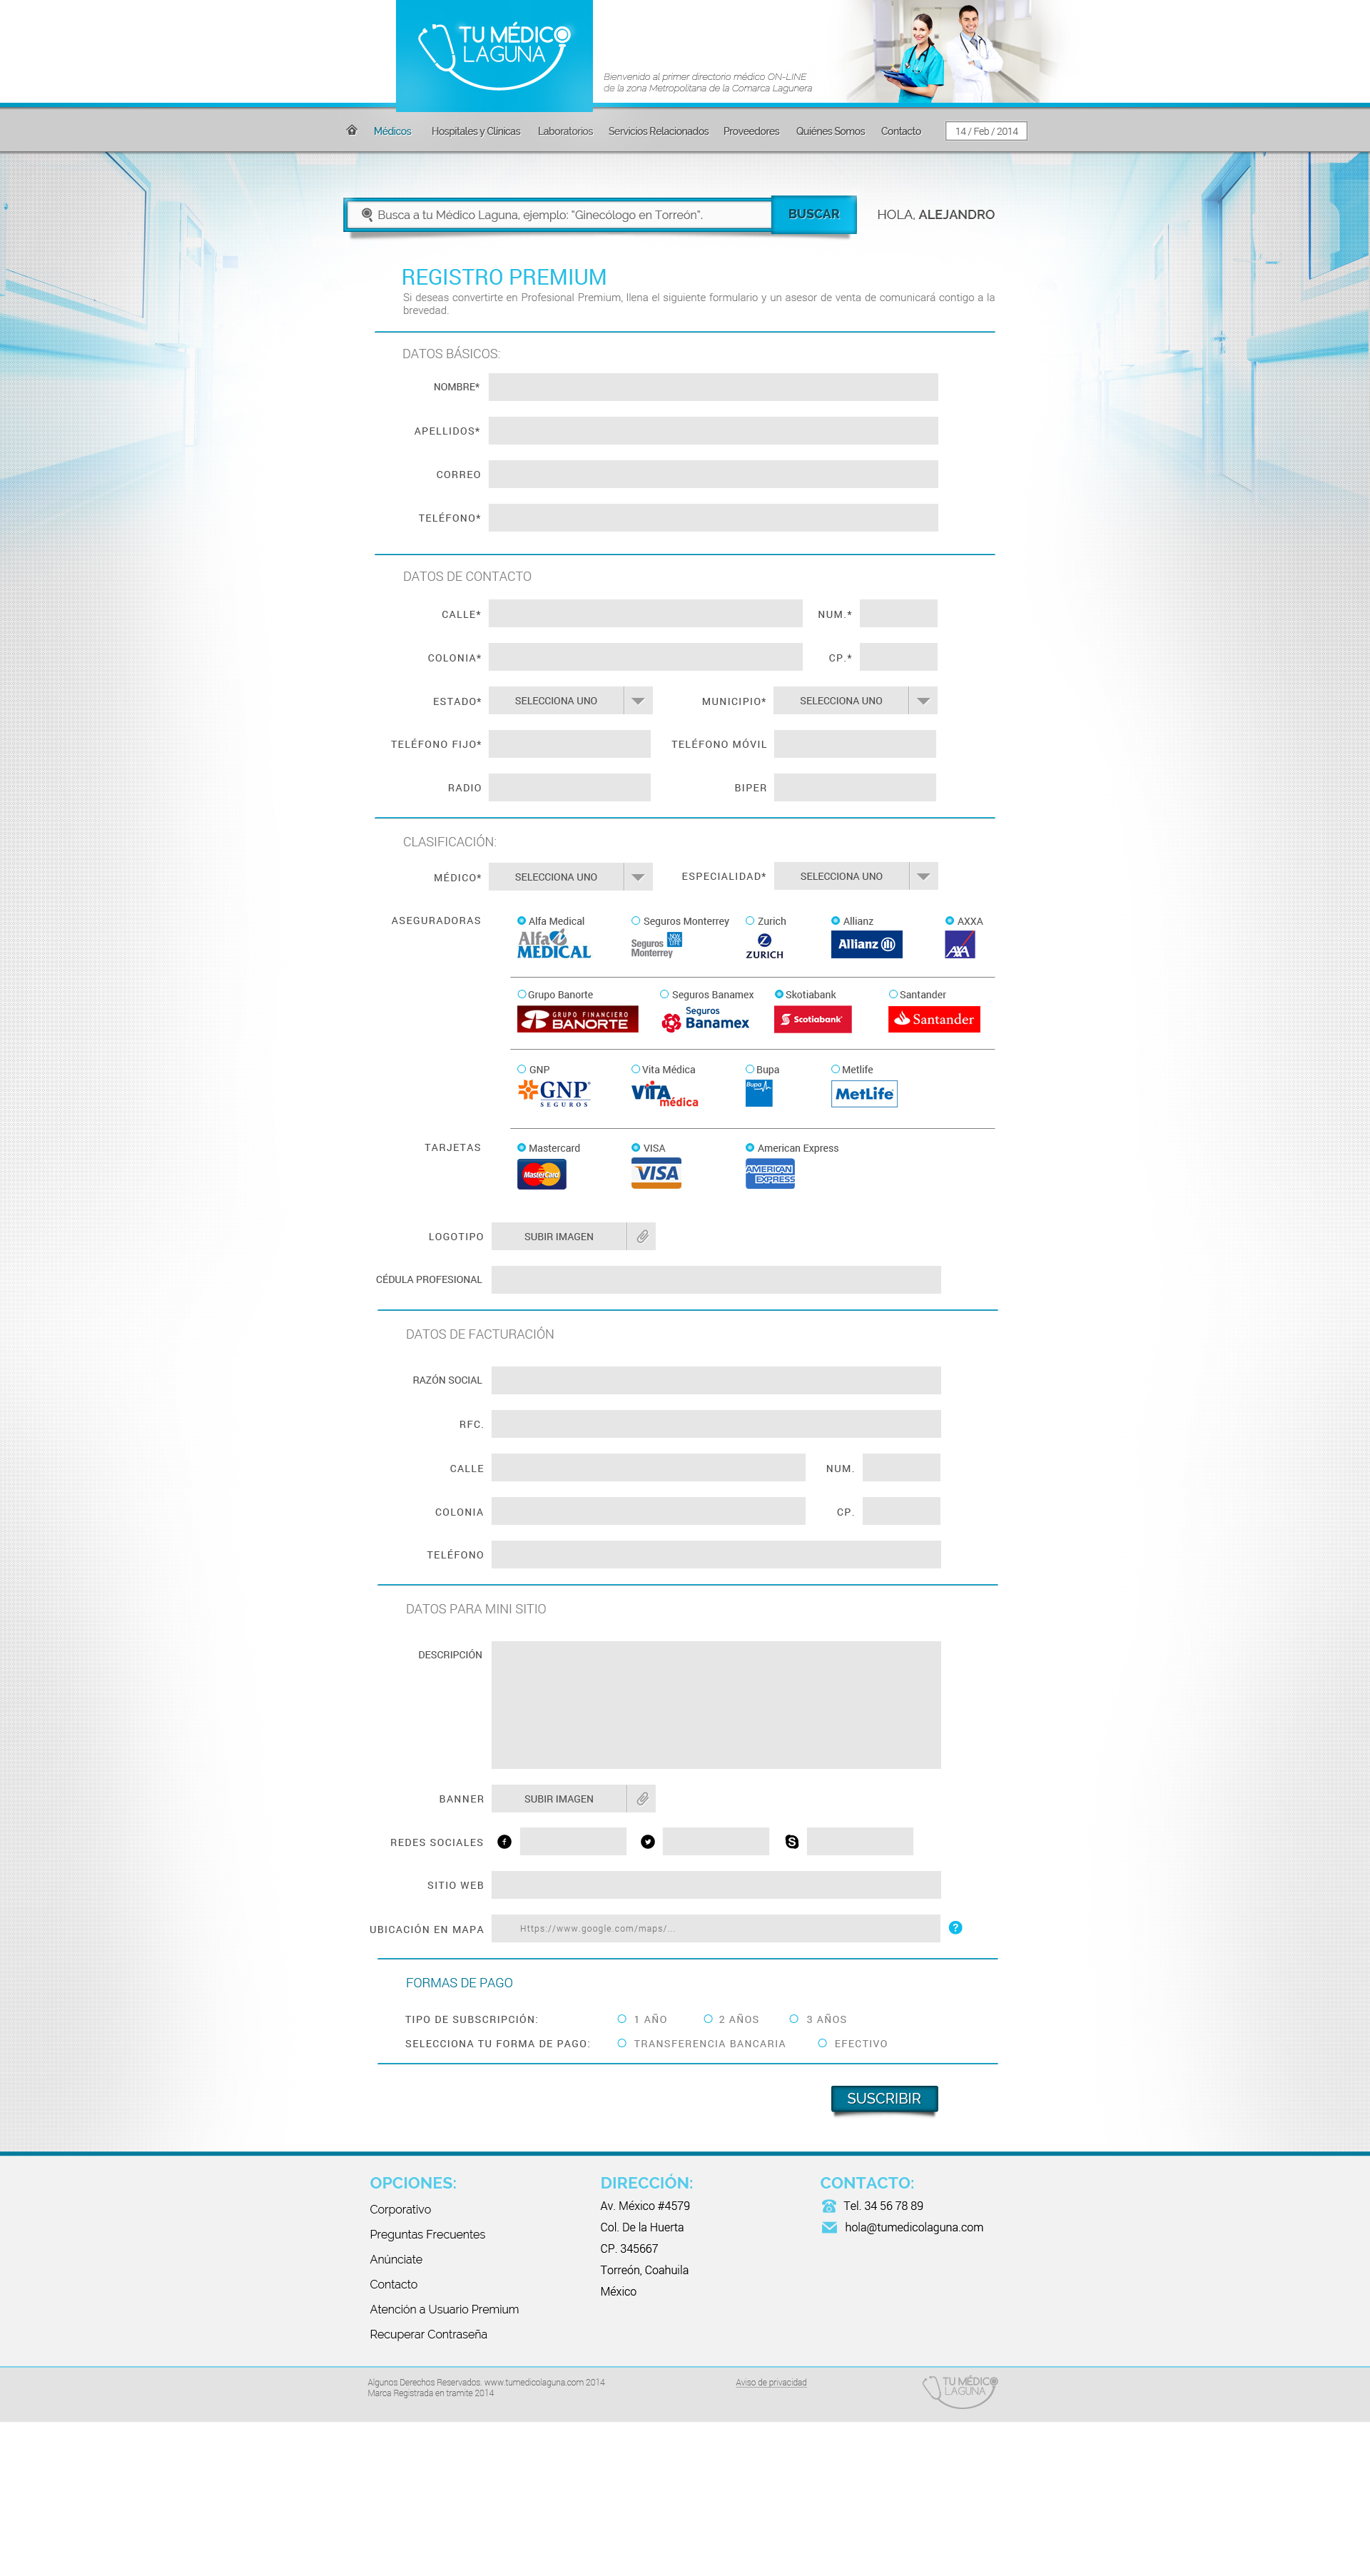 TU MÉDICO
LAGUNA
Bienvenido al primer directorio médico ON-LINE
de la zona Metropolitana de la Comarca Lagunera
Médicos Hospitales y Clínicas Laboratorios Servicios Relacionados Proveedores Quiénes Somos Contacto 14 / Feb / 2014
Busca a tu Médico Laguna, ejemplo: "Ginecólogo en Torreón". BUSCAR HOLA, ALEJANDRO
REGISTRO PREMIUM
Si deseas convertirte en Profesional Premium, llena el siguiente formulario y un asesor de venta de comunicará contigo a la
brevedad.
DATOS BÁSICOS:
NOMBRE*
APELLIDOS*
CORREO
TELÉFONO*
DATOS DE CONTACTO
CALLE* NUM.*
COLONIA* CP.*
ESTADO* SELECCIONA UNO MUNICIPIO* SELECCIONA UNO
TELÉFONO FIJO* TELÉFONO MÓVIL
RADIO BIPER
CLASIFICACIÓN:
MÉDICO* SELECCIONA UNO ESPECIALIDAD* SELECCIONA UNO
ASEGURADORAS Alfa Medical Seguros Monterrey Zurich Allianz AXXA
Alfa MEDICAL Seguros Monterrey NEW YORK LIFE ZURICH Allianz AXA
Grupo Banorte Seguros Banamex Skotiabank Santander
GRUPO FINANCIERO BANORTE Seguros Banamex Scotiabank Santander
GNP Vita Médica Bupa Metlife
GNP SEGUROS VITA médica Bupa MetLife
TARJETAS Mastercard VISA American Express
MasterCard VISA AMERICAN EXPRESS
LOGOTIPO SUBIR IMAGEN
CÉDULA PROFESIONAL
DATOS DE FACTURACIÓN
RAZÓN SOCIAL
RFC.
CALLE NUM.
COLONIA CP.
TELÉFONO
DATOS PARA MINI SITIO
DESCRIPCIÓN
BANNER SUBIR IMAGEN
REDES SOCIALES
SITIO WEB
UBICACIÓN EN MAPA Https://www.google.com/maps/... ?
FORMAS DE PAGO
TIPO DE SUBSCRIPCIÓN: 1 AÑO 2 AÑOS 3 AÑOS
SELECCIONA TU FORMA DE PAGO: TRANSFERENCIA BANCARIA EFECTIVO
SUSCRIBIR
OPCIONES:
Corporativo
Preguntas Frecuentes
Anúnciate
Contacto
Atención a Usuario Premium
Recuperar Contraseña
DIRECCIÓN:
Av. México #4579
Col. De la Huerta
CP. 345667
Torreón, Coahuila
México
CONTACTO:
Tel. 34 56 78 89
hola@tumedicolaguna.com
Algunos Derechos Reservados. www.tumedicolaguna.com 2014
Marca Registrada en tramite 2014
Aviso de privacidad
TU MÉDICO
LAGUNA